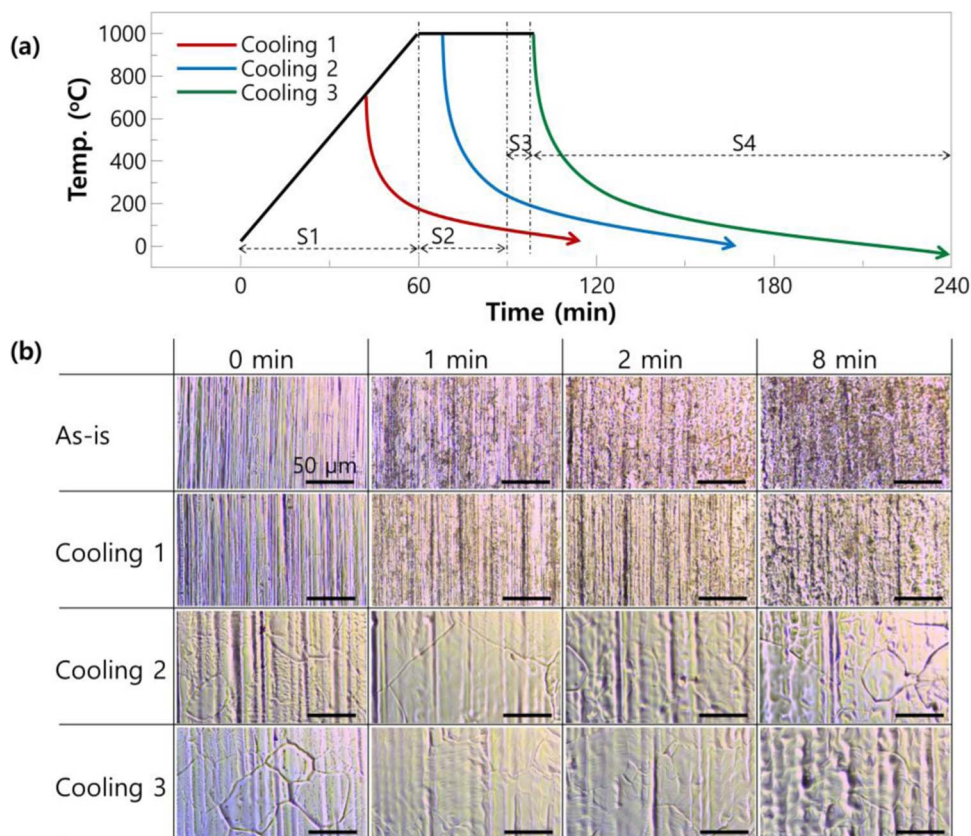 (a)
Temp. (°C)
1000
800
600
400
200
0
Cooling 1
Cooling 2
Cooling 3
S1
S2
S3
S4
0
60
120
180
240
Time (min)
(b)
0 min
1 min
2 min
8 min
As-is
50 µm
Cooling 1
Cooling 2
Cooling 3